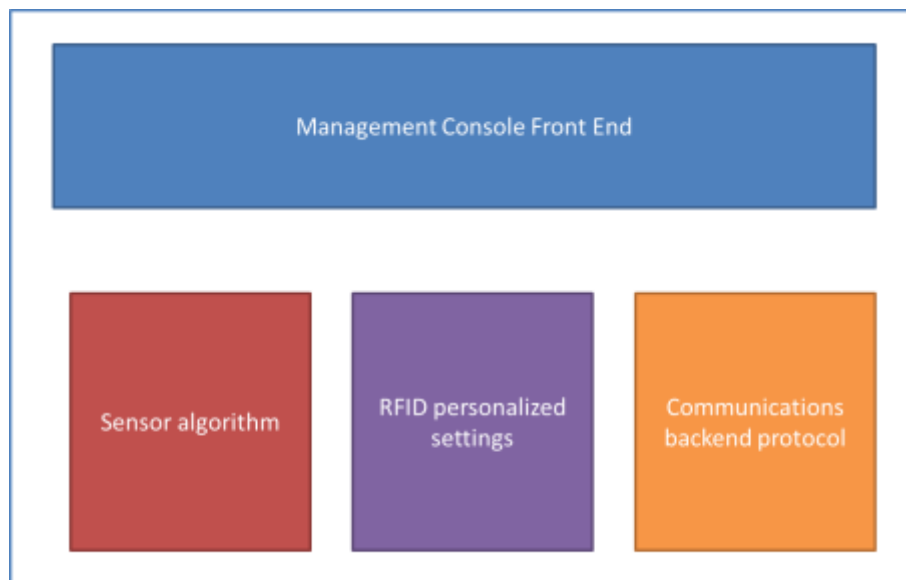 Management Console Front End
Sensor algorithm
RFID personalized
settings
Communications
backend protocol